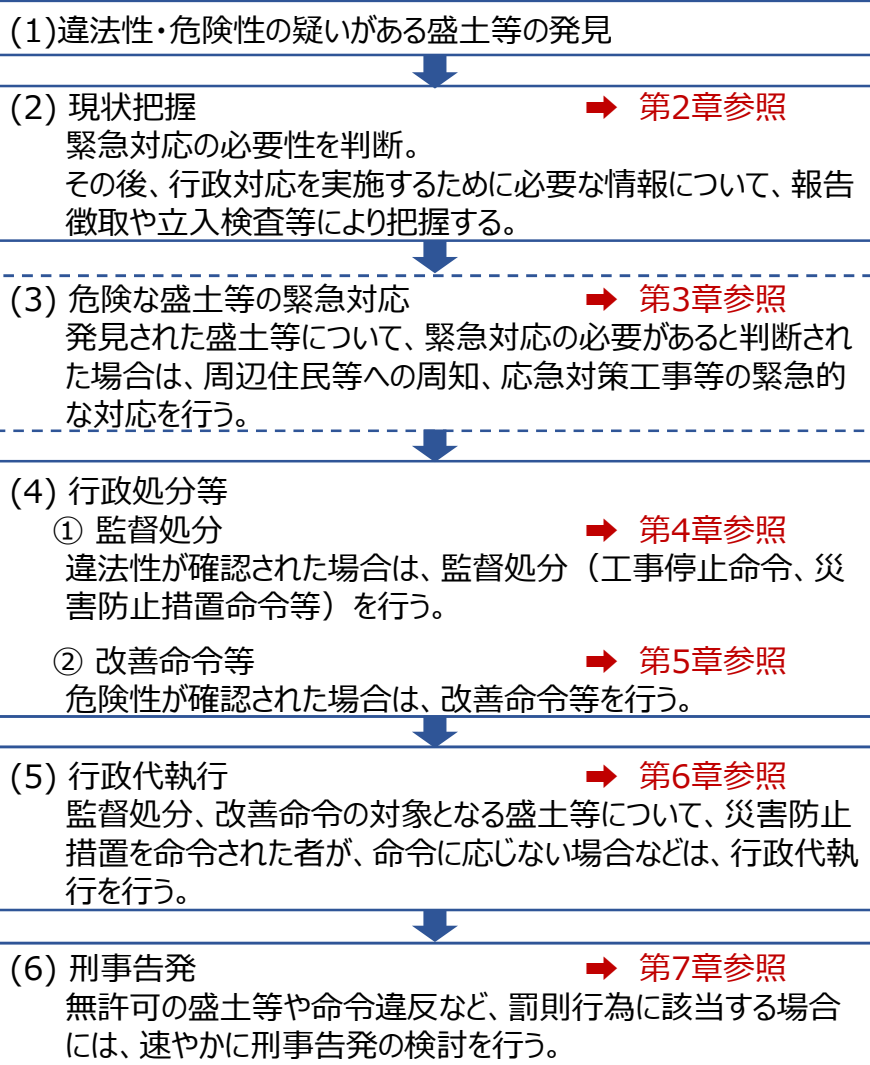 (1)違法性・危険性の疑いがある盛土等の発見
(2) 現状把握 ➡ 第2章参照
緊急対応の必要性を判断。
その後、行政対応を実施するために必要な情報について、報告
徴取や立入検査等により把握する。
(3) 危険な盛土等の緊急対応 ➡ 第3章参照
発見された盛土等について、緊急対応の必要があると判断され
た場合は、周辺住民等への周知、応急対策工事等の緊急的
な対応を行う。
(4) 行政処分等
① 監督処分 ➡ 第4章参照
違法性が確認された場合は、監督処分（工事停止命令、災
害防止措置命令等）を行う。
② 改善命令等 ➡ 第5章参照
危険性が確認された場合は、改善命令等を行う。
(5) 行政代執行 ➡ 第6章参照
監督処分、改善命令の対象となる盛土等について、災害防止
措置を命令された者が、命令に応じない場合などは、行政代執
行を行う。
(6) 刑事告発 ➡ 第7章参照
無許可の盛土等や命令違反など、罰則行為に該当する場合
には、速やかに刑事告発の検討を行う。